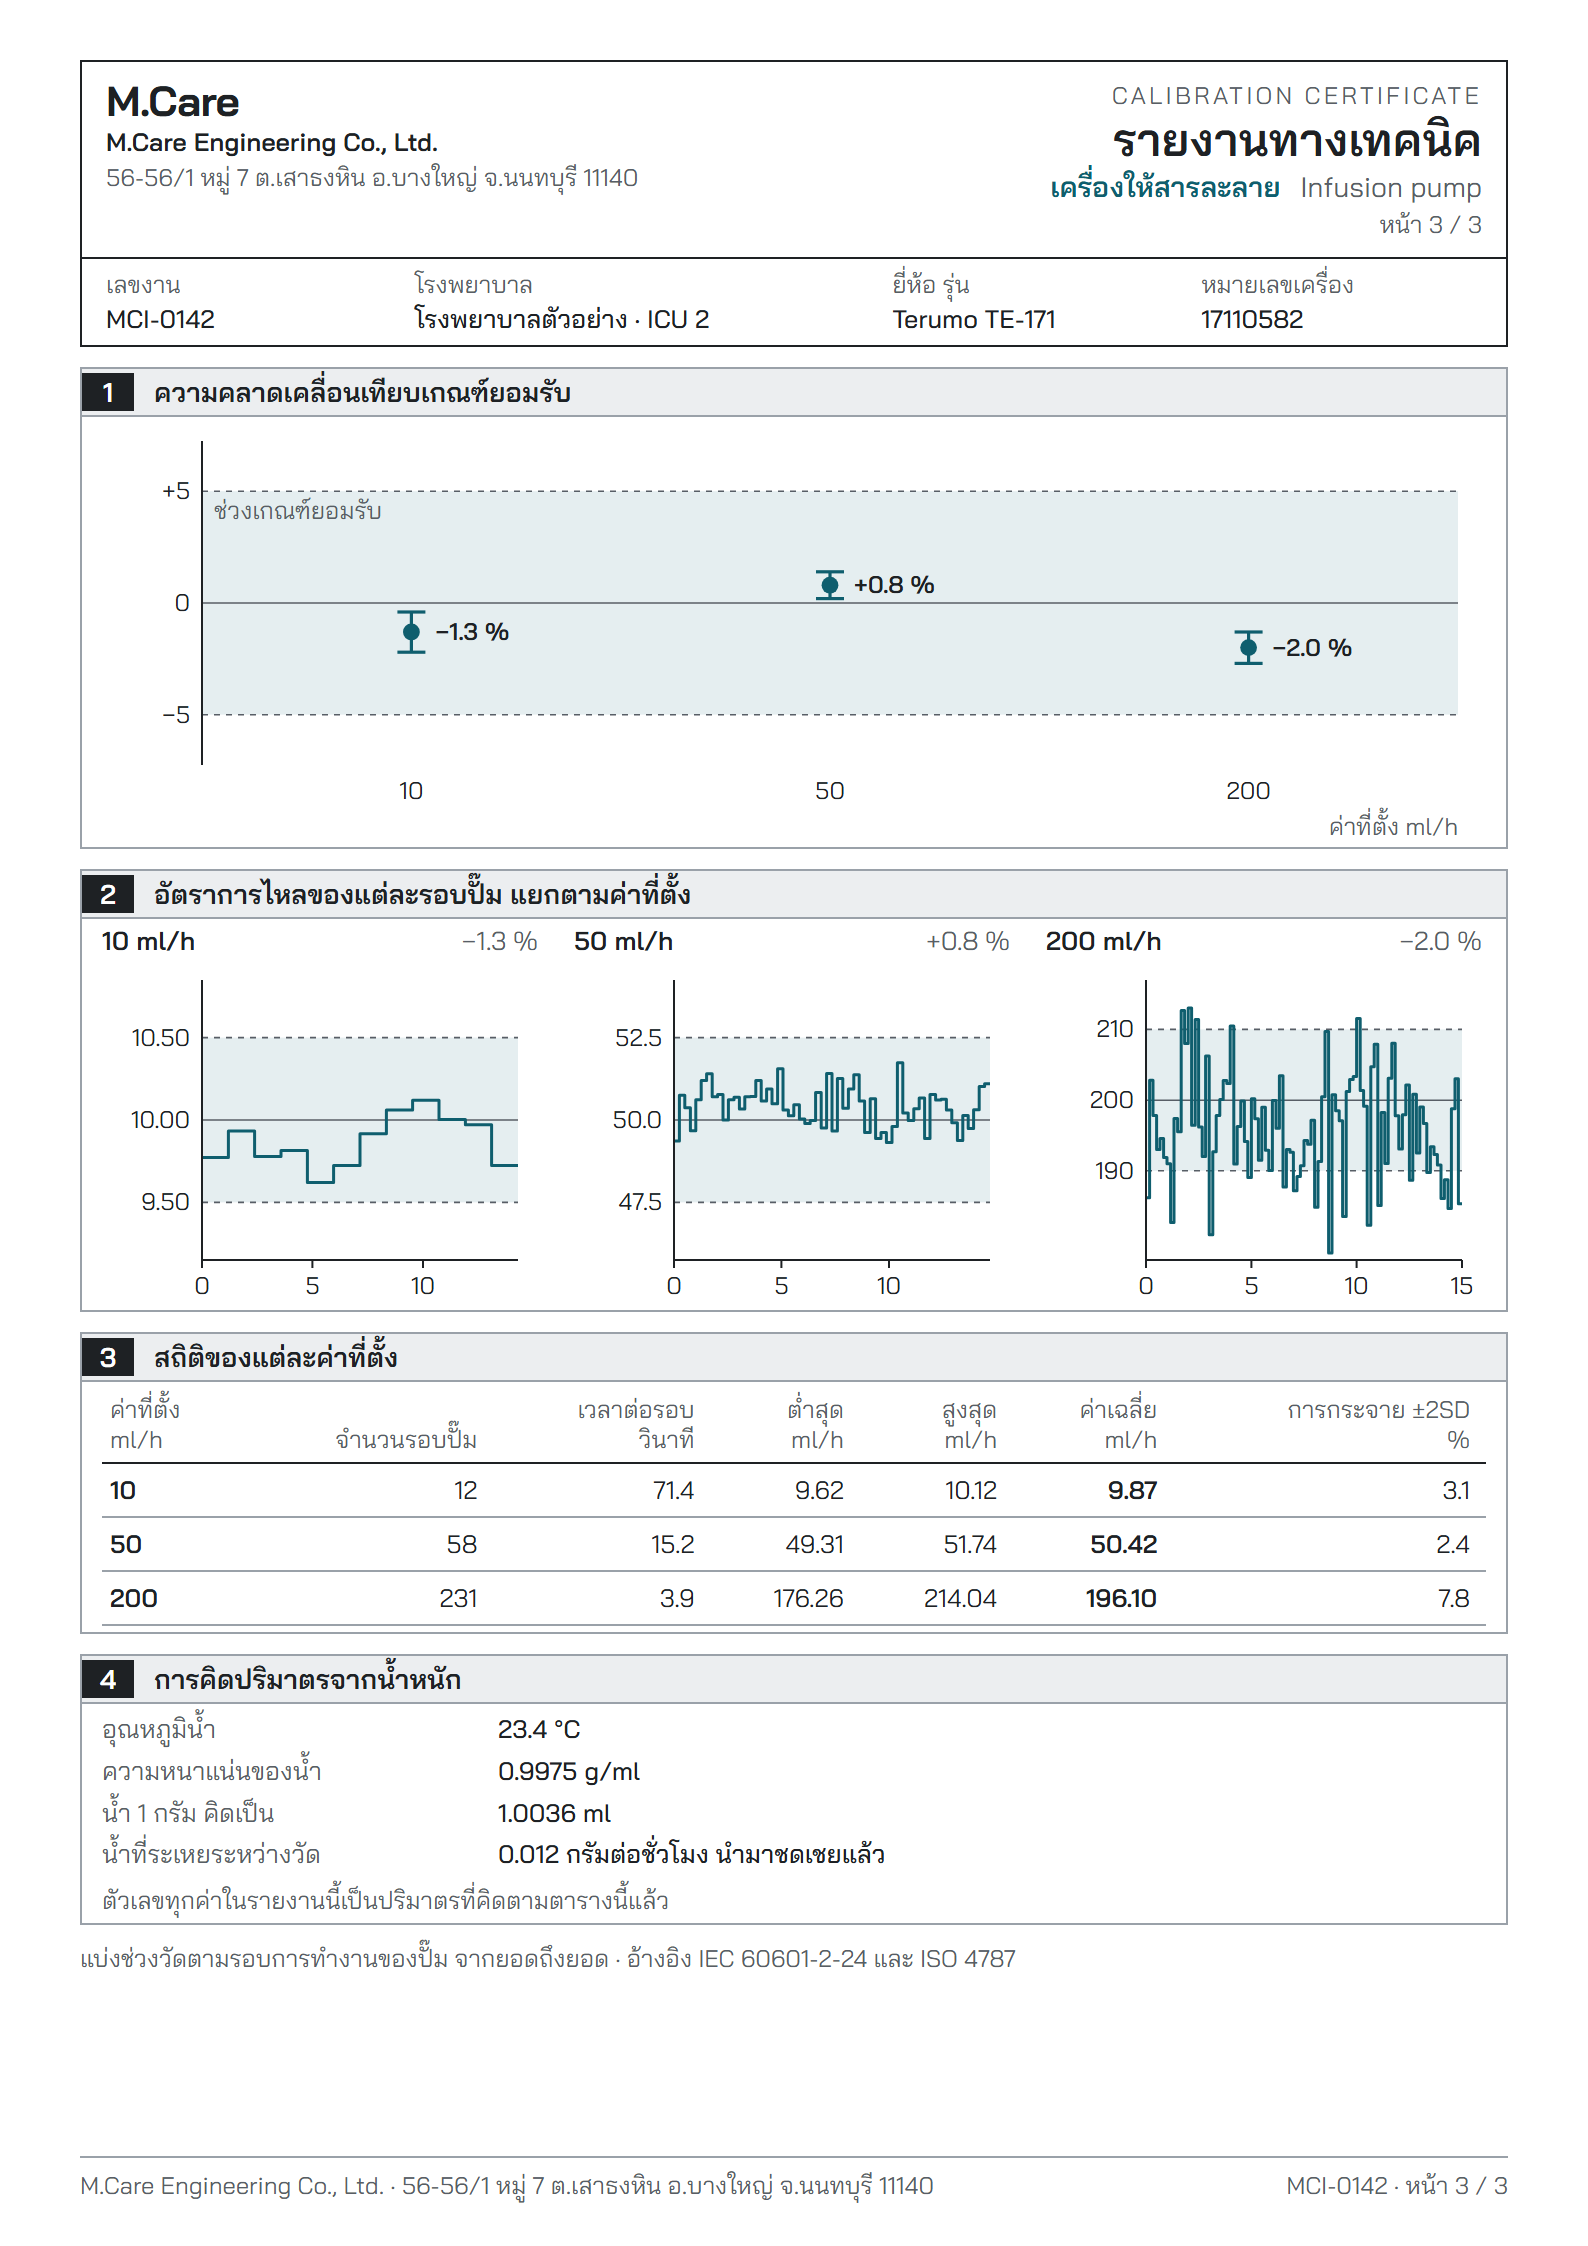 M.Care
M.Care Engineering Co., Ltd.
56-56/1 หมู่ 7 ต.เสาธงหิน อ.บางใหญ่ จ.นนทบุรี 11140
CALIBRATION CERTIFICATE
รายงานทางเทคนิค
เครื่องให้สารละลาย Infusion pump
หน้า 3 / 3
เลขงาน โรงพยาบาล ยี่ห้อ รุ่น หมายเลขเครื่อง
MCI-0142 โรงพยาบาลตัวอย่าง · ICU 2 Terumo TE-171 17110582
1 ความคลาดเคลื่อนเทียบเกณฑ์ยอมรับ
+5
ช่วงเกณฑ์ยอมรับ
+0.8 %
0
−1.3 %
−2.0 %
−5
10 50 200
ค่าที่ตั้ง ml/h
2 อัตราการไหลของแต่ละรอบปั๊ม แยกตามค่าที่ตั้ง
10 ml/h −1.3 % 50 ml/h +0.8 % 200 ml/h −2.0 %
10.50 52.5 210
10.00 50.0 200
9.50 47.5 190
0 5 10 0 5 10 0 5 10 15
3 สถิติของแต่ละค่าที่ตั้ง
ค่าที่ตั้ง เวลาต่อรอบ ต่ำสุด สูงสุด ค่าเฉลี่ย การกระจาย ±2SD
ml/h จำนวนรอบปั๊ม วินาที ml/h ml/h ml/h %
10 12 71.4 9.62 10.12 9.87 3.1
50 58 15.2 49.31 51.74 50.42 2.4
200 231 3.9 176.26 214.04 196.10 7.8
4 การคิดปริมาตรจากน้ำหนัก
อุณหภูมิน้ำ 23.4 °C
ความหนาแน่นของน้ำ 0.9975 g/ml
น้ำ 1 กรัม คิดเป็น 1.0036 ml
น้ำที่ระเหยระหว่างวัด 0.012 กรัมต่อชั่วโมง นำมาชดเชยแล้ว
ตัวเลขทุกค่าในรายงานนี้เป็นปริมาตรที่คิดตามตารางนี้แล้ว
แบ่งช่วงวัดตามรอบการทำงานของปั๊ม จากยอดถึงยอด · อ้างอิง IEC 60601-2-24 และ ISO 4787
M.Care Engineering Co., Ltd. · 56-56/1 หมู่ 7 ต.เสาธงหิน อ.บางใหญ่ จ.นนทบุรี 11140 MCI-0142 · หน้า 3 / 3